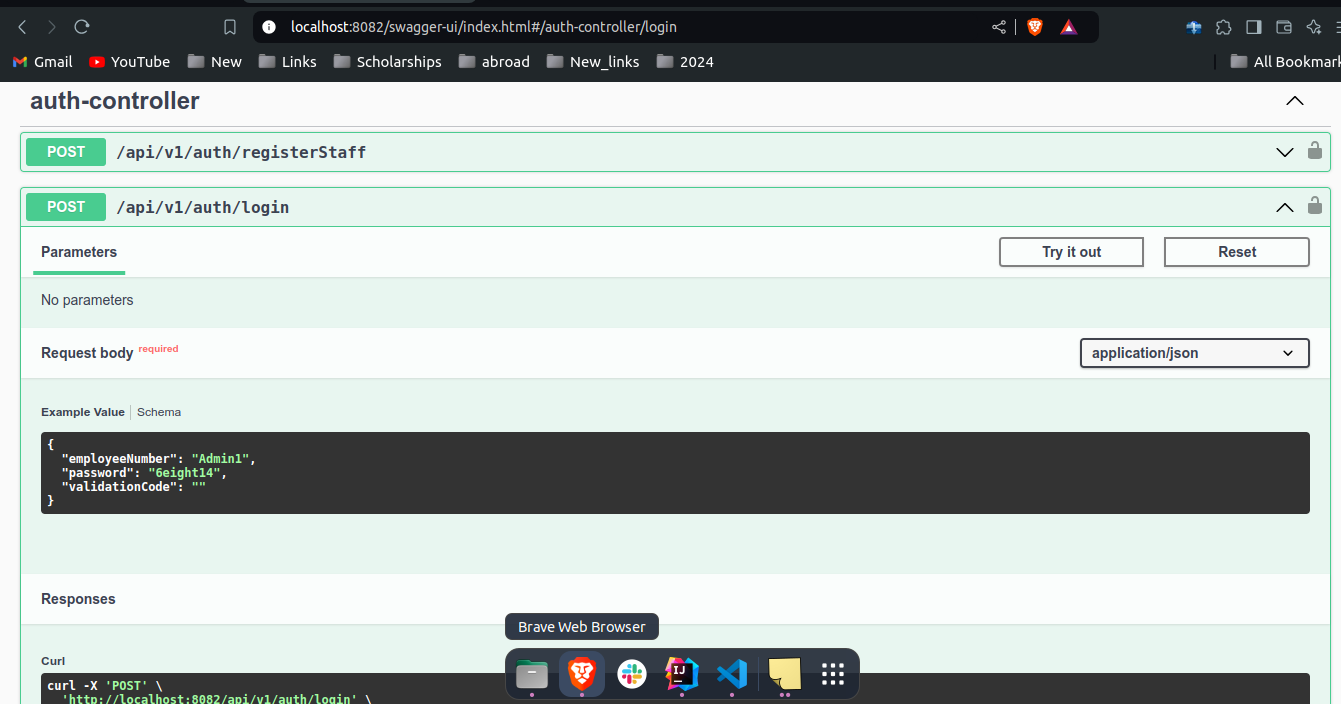 localhost:8082/swagger-ui/index.html#/auth-controller/login
Gmail YouTube New Links Scholarships abroad New_links 2024 All Bookmark
auth-controller
POST /api/v1/auth/registerStaff
POST /api/v1/auth/login
Parameters Try it out Reset
No parameters
Request body required application/json
Example Value Schema
{
"employeeNumber": "Admin1",
"password": "6eight14",
"validationCode": ""
}
Responses
Brave Web Browser
Curl
IJ
curl -X 'POST' \
'http://localhost:8082/api/v1/auth/login' \